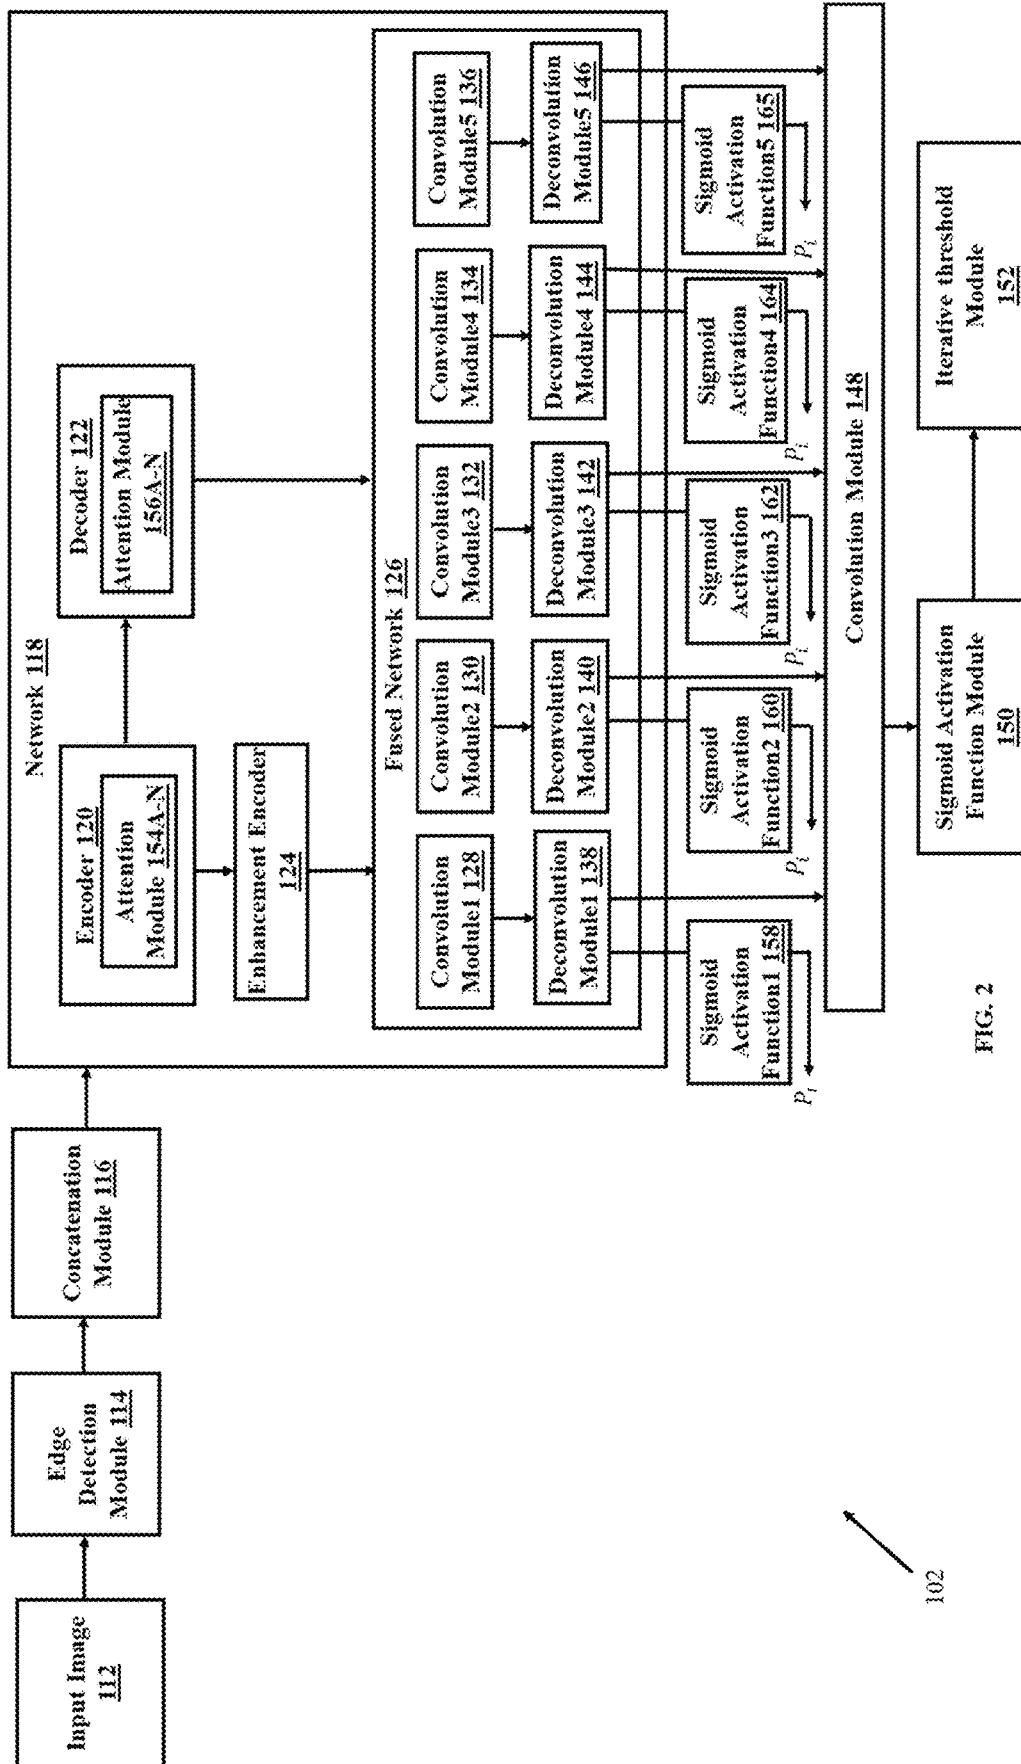 Input Image
112
Edge
Detection
Module 114
Concatenation
Module 116
Network 118
Encoder 120
Attention
Module 154A-N
Decoder 122
Attention Module
156A-N
Enhancement Encoder
124
Fused Network 126
Convolution
Module1 128
Convolution
Module2 130
Convolution
Module3 132
Convolution
Module4 134
Convolution
Module5 136
Deconvolution
Module1 138
Deconvolution
Module2 140
Deconvolution
Module3 142
Deconvolution
Module4 144
Deconvolution
Module5 146
Sigmoid
Activation
Function1 158
Sigmoid
Activation
Function2 160
Sigmoid
Activation
Function3 162
Sigmoid
Activation
Function4 164
Sigmoid
Activation
Function5 165
Pi
Pi
Pi
Pi
Pi
Convolution Module 148
Sigmoid Activation
Function Module
150
Iterative threshold
Module
152
102
FIG. 2